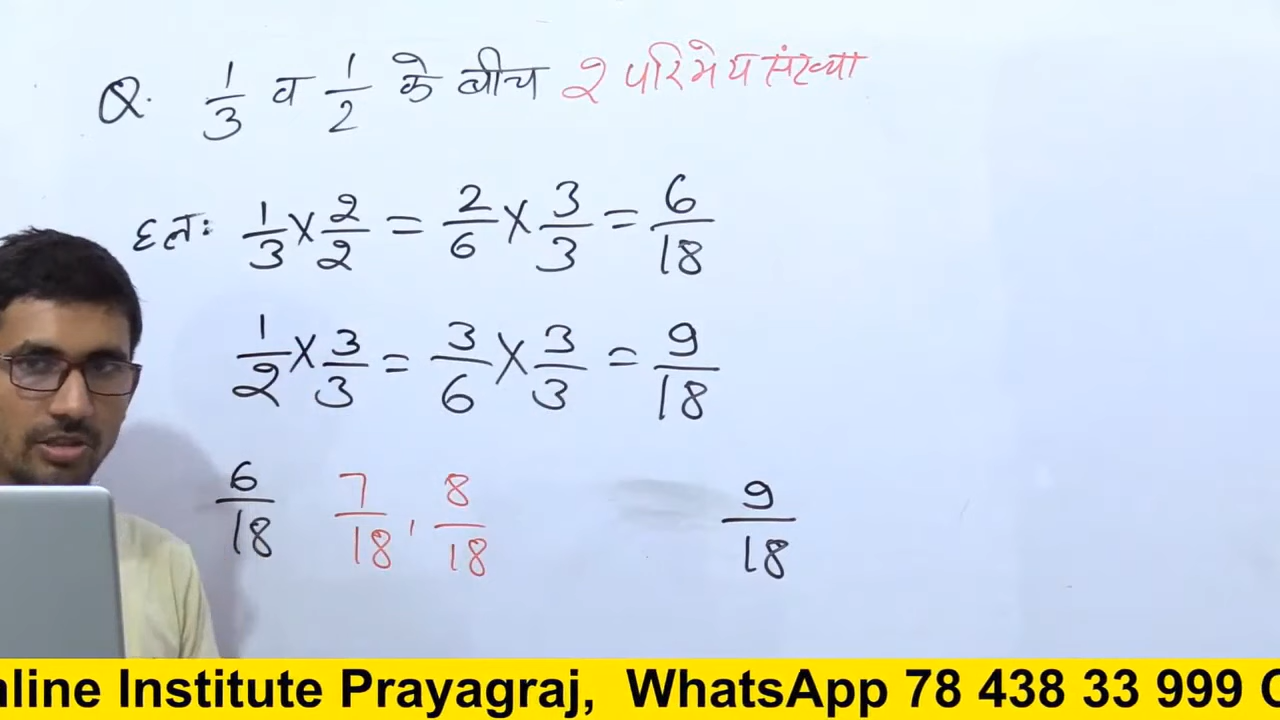 Q. 1/3 व 1/2 के बीच 2 परिमेय संख्या
हल: 1/3 × 2/2 = 2/6 × 3/3 = 6/18
1/2 × 3/3 = 3/6 × 3/3 = 9/18
6/18 7/18, 8/18 9/18
nline Institute Prayagraj, WhatsApp 78 438 33 999